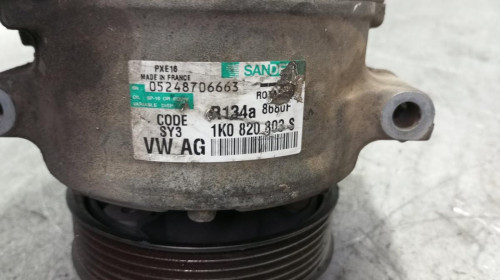 PXE16
MADE IN FRANCE
SANDEN
05248706663
R134a 8660F
CODE
SY3
1K0 820 803 S
VW AG